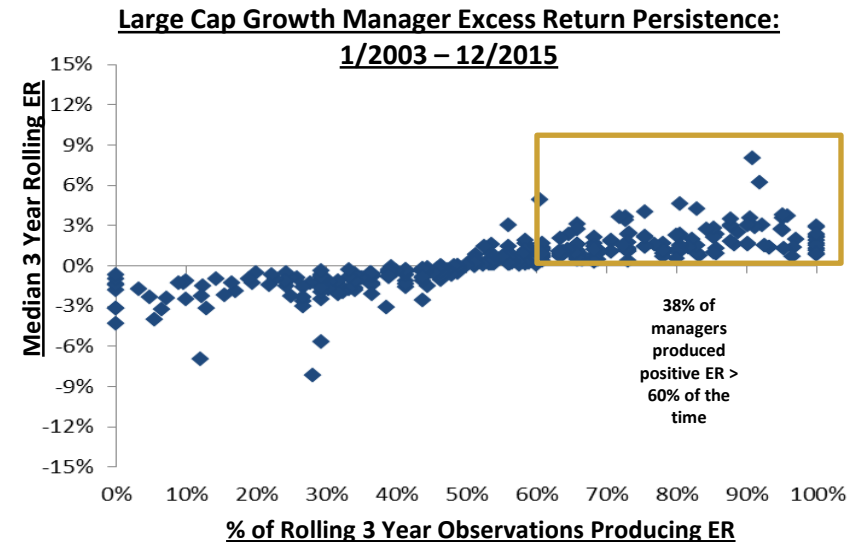 Large Cap Growth Manager Excess Return Persistence:
1/2003 – 12/2015
Median 3 Year Rolling ER
15%
12%
9%
6%
3%
0%
-3%
-6%
-9%
-12%
-15%
38% of
managers
produced
positive ER >
60% of the
time
0% 10% 20% 30% 40% 50% 60% 70% 80% 90% 100%
% of Rolling 3 Year Observations Producing ER